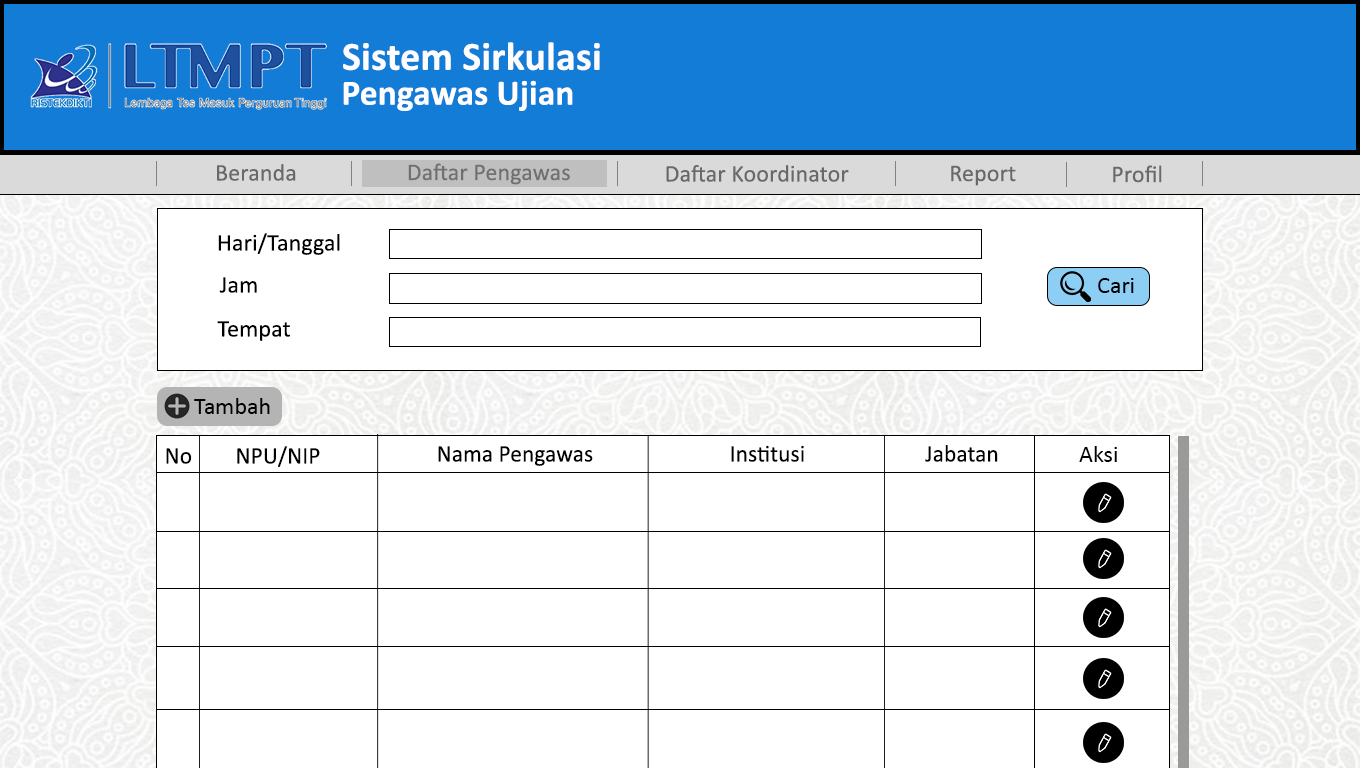 RISTEKDIKTI
LTMPT
Lembaga Tes Masuk Perguruan Tinggi
Sistem Sirkulasi
Pengawas Ujian
Beranda Daftar Pengawas Daftar Koordinator Report Profil
Hari/Tanggal
Jam
Cari
Tempat
Tambah
No NPU/NIP Nama Pengawas Institusi Jabatan Aksi